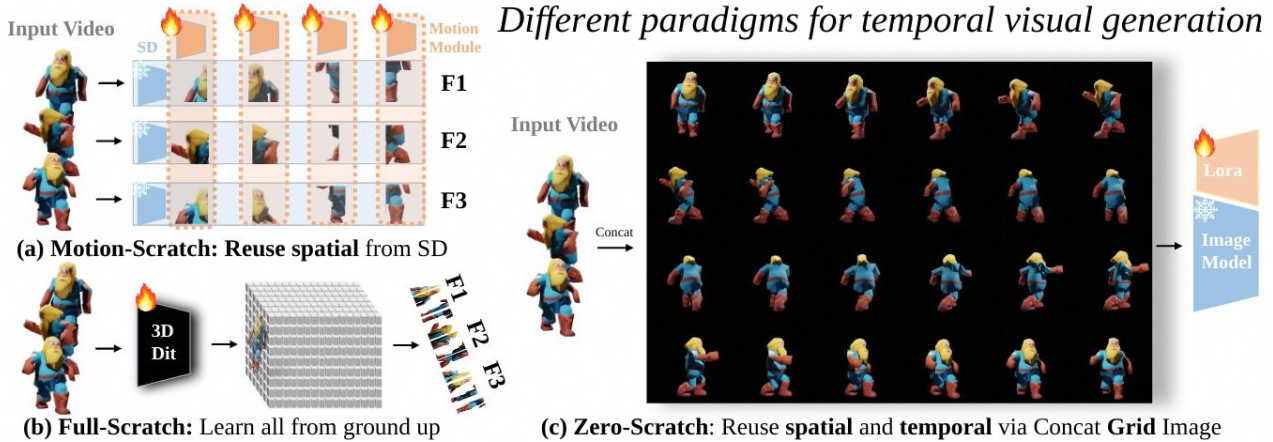 Different paradigms for temporal visual generation
Input Video
SD
Motion
Module
F1
F2
F3
(a) Motion-Scratch: Reuse spatial from SD
3D
Dit
F1
F2
F3
(b) Full-Scratch: Learn all from ground up
Input Video
Concat
Lora
Image
Model
(c) Zero-Scratch: Reuse spatial and temporal via Concat Grid Image